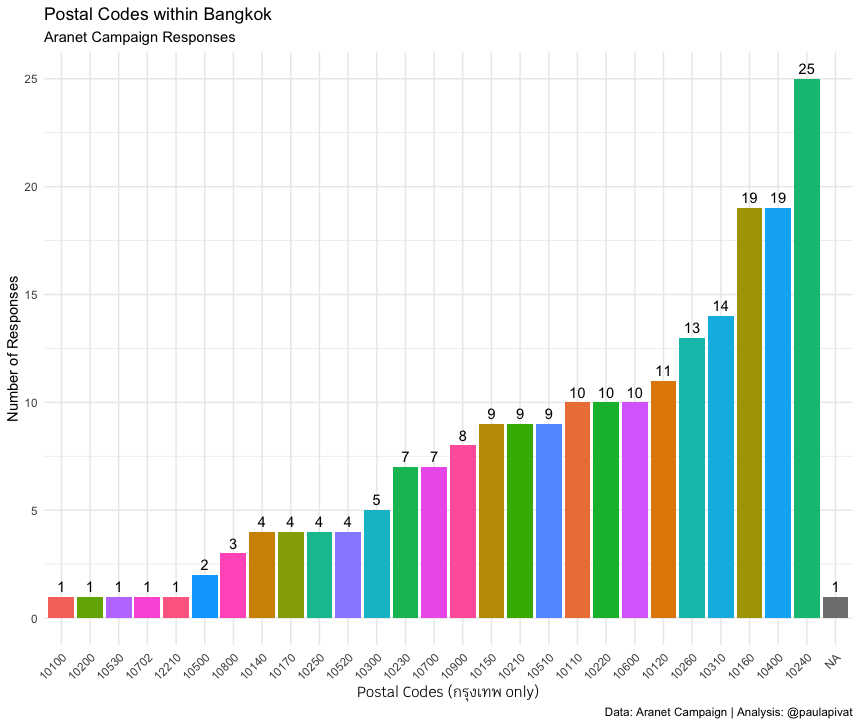 Postal Codes within Bangkok
Aranet Campaign Responses
Number of Responses
25
20
15
10
5
0
1 1 1 1 1 2 3 4 4 4 4 5 7 7 8 9 9 9 10 10 10 11 13 14 19 19 25 1
10100 10200 10530 10702 12210 10500 10800 10140 10170 10250 10520 10300 10230 10700 10900 10150 10210 10510 10110 10220 10600 10120 10260 10310 10160 10400 10240 NA
Postal Codes (กรุงเทพ only)
Data: Aranet Campaign | Analysis: @paulapivat